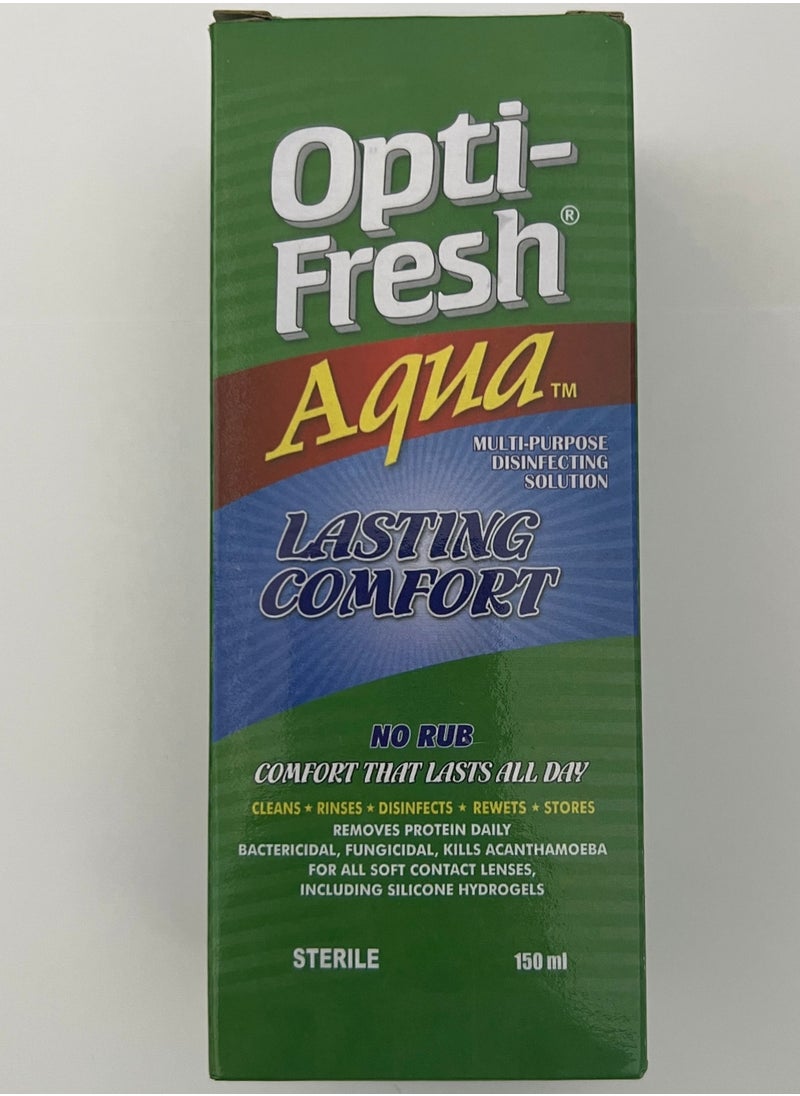 Opti-
Fresh®
Aqua™
MULTI-PURPOSE
DISINFECTING
SOLUTION
LASTING
COMFORT
NO RUB
COMFORT THAT LASTS ALL DAY
CLEANS ★ RINSES ★ DISINFECTS ★ REWETS ★ STORES
REMOVES PROTEIN DAILY
BACTERICIDAL, FUNGICIDAL, KILLS ACANTHAMOEBA
FOR ALL SOFT CONTACT LENSES,
INCLUDING SILICONE HYDROGELS
STERILE 150 ml